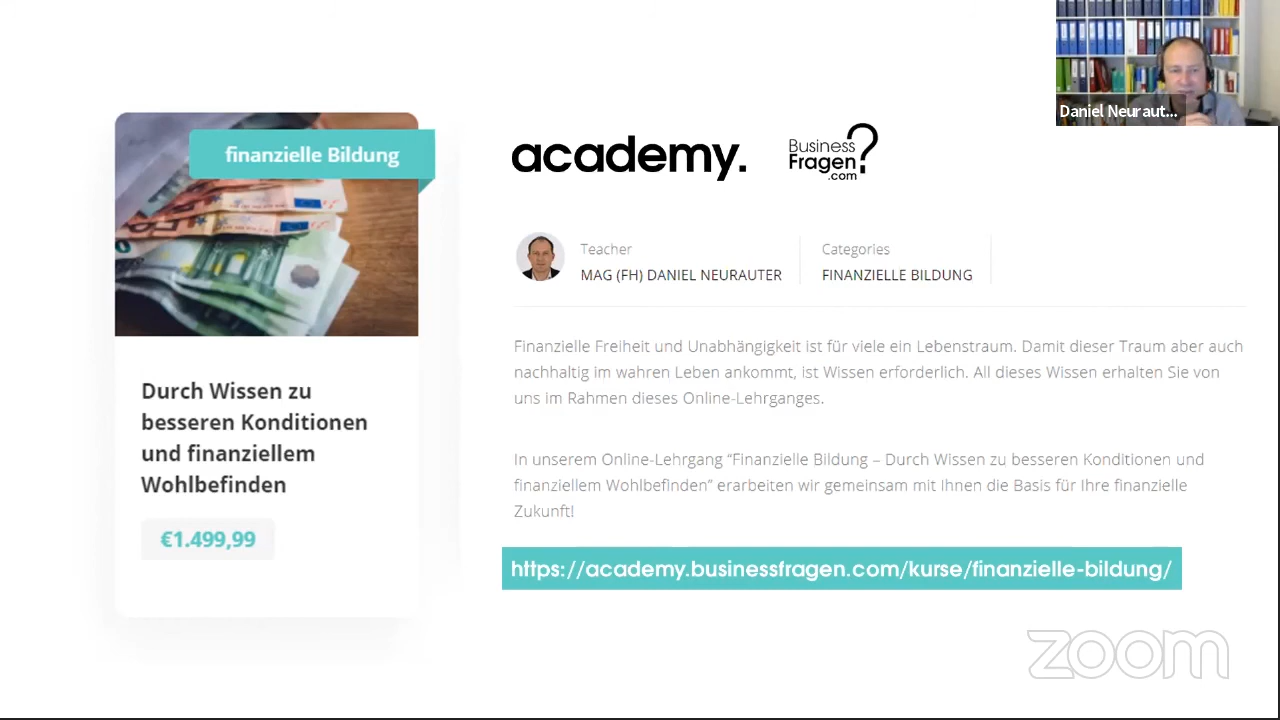 Daniel Neuraut...
finanzielle Bildung
academy.
Business
Fragen?
.com
Teacher
MAG (FH) DANIEL NEURAUTER
Categories
FINANZIELLE BILDUNG
Finanzielle Freiheit und Unabhängigkeit ist für viele ein Lebenstraum. Damit dieser Traum aber auch
nachhaltig im wahren Leben ankommt, ist Wissen erforderlich. All dieses Wissen erhalten Sie von
uns im Rahmen dieses Online-Lehrganges.
Durch Wissen zu
besseren Konditionen
und finanziellem
Wohlbefinden
€1.499,99
In unserem Online-Lehrgang “Finanzielle Bildung – Durch Wissen zu besseren Konditionen und
finanziellem Wohlbefinden” erarbeiten wir gemeinsam mit Ihnen die Basis für Ihre finanzielle
Zukunft!
https://academy.businessfragen.com/kurse/finanzielle-bildung/
zoom